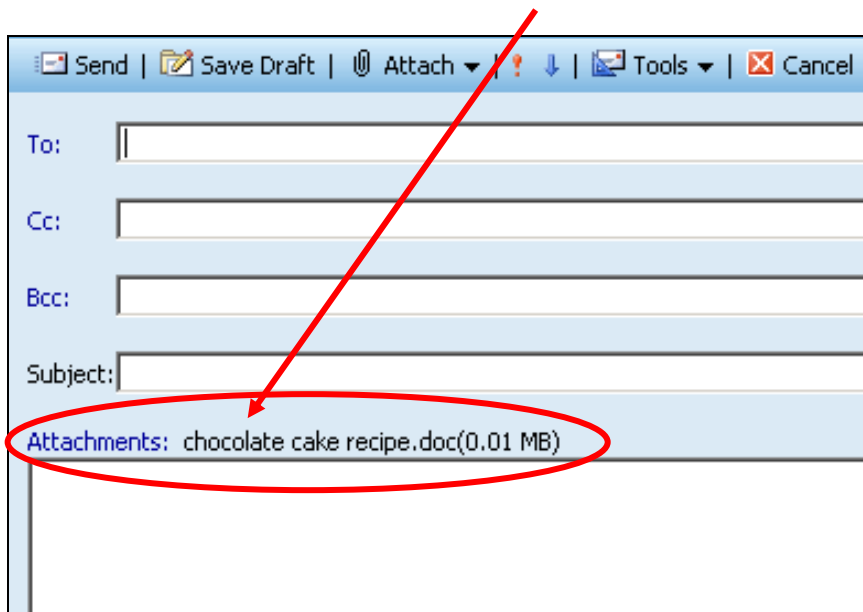 Send | Save Draft | Attach | | Tools | Cancel
To:
Cc:
Bcc:
Subject:
Attachments: chocolate cake recipe.doc(0.01 MB)